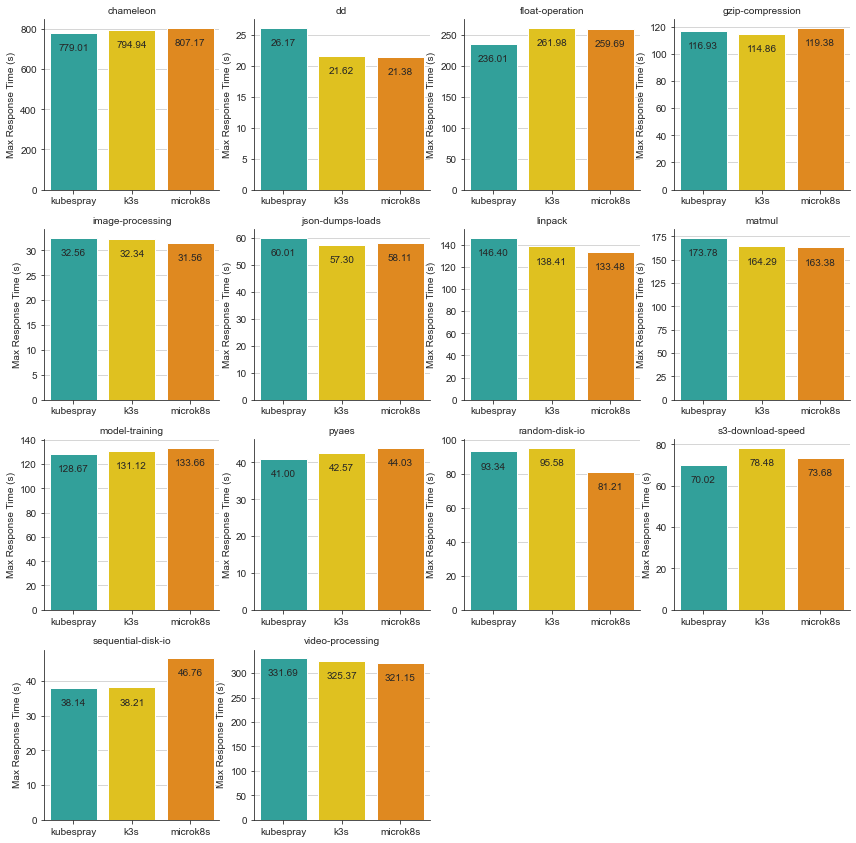 chameleon
Max Response Time (s)
800
600
400
200
0
779.01
794.94
807.17
kubespray
k3s
microk8s
dd
Max Response Time (s)
25
20
15
10
5
0
26.17
21.62
21.38
kubespray
k3s
microk8s
float-operation
Max Response Time (s)
250
200
150
100
50
0
236.01
261.98
259.69
kubespray
k3s
microk8s
gzip-compression
Max Response Time (s)
120
100
80
60
40
20
0
116.93
114.86
119.38
kubespray
k3s
microk8s
image-processing
Max Response Time (s)
30
25
20
15
10
5
0
32.56
32.34
31.56
kubespray
k3s
microk8s
json-dumps-loads
Max Response Time (s)
60
50
40
30
20
10
0
60.01
57.30
58.11
kubespray
k3s
microk8s
linpack
Max Response Time (s)
140
120
100
80
60
40
20
0
146.40
138.41
133.48
kubespray
k3s
microk8s
matmul
Max Response Time (s)
175
150
125
100
75
50
25
0
173.78
164.29
163.38
kubespray
k3s
microk8s
model-training
Max Response Time (s)
140
120
100
80
60
40
20
0
128.67
131.12
133.66
kubespray
k3s
microk8s
pyaes
Max Response Time (s)
40
30
20
10
0
41.00
42.57
44.03
kubespray
k3s
microk8s
random-disk-io
Max Response Time (s)
100
80
60
40
20
0
93.34
95.58
81.21
kubespray
k3s
microk8s
s3-download-speed
Max Response Time (s)
80
60
40
20
0
70.02
78.48
73.68
kubespray
k3s
microk8s
sequential-disk-io
Max Response Time (s)
40
30
20
10
0
38.14
38.21
46.76
kubespray
k3s
microk8s
video-processing
Max Response Time (s)
300
250
200
150
100
50
0
331.69
325.37
321.15
kubespray
k3s
microk8s